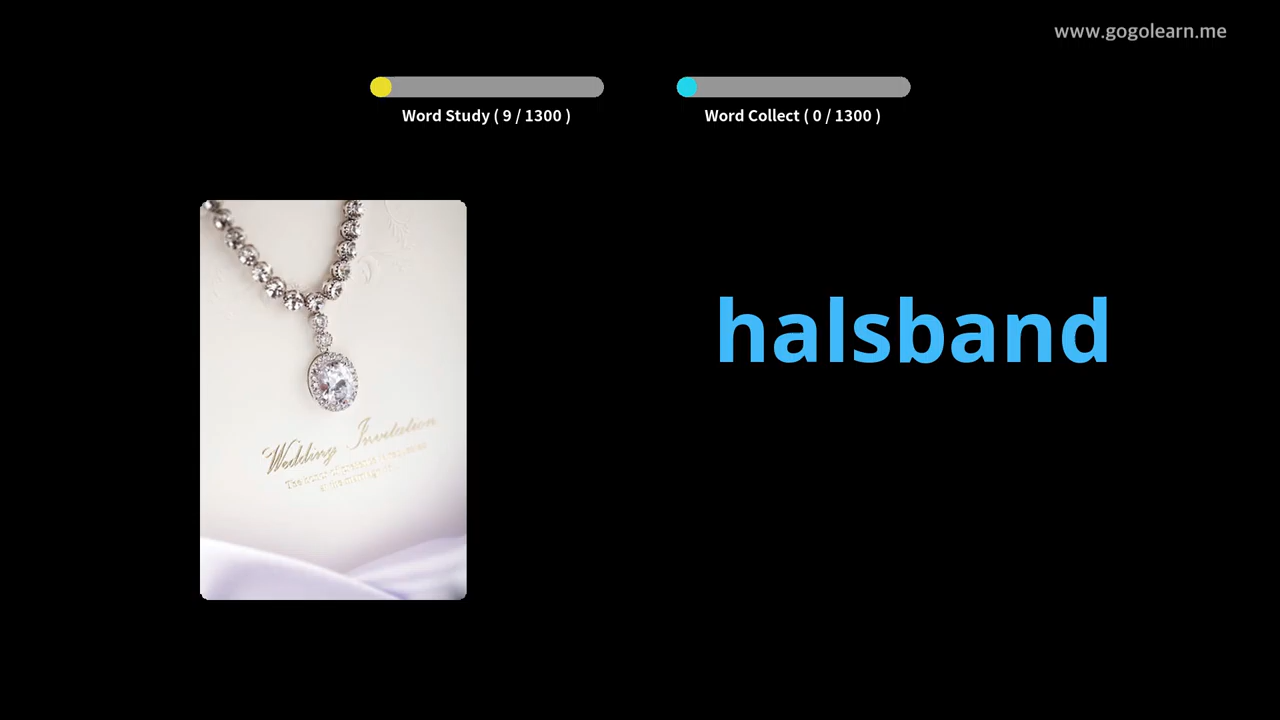 www.gogolearn.me
Word Study ( 9 / 1300 )
Word Collect ( 0 / 1300 )
halsband
Wedding Invitation